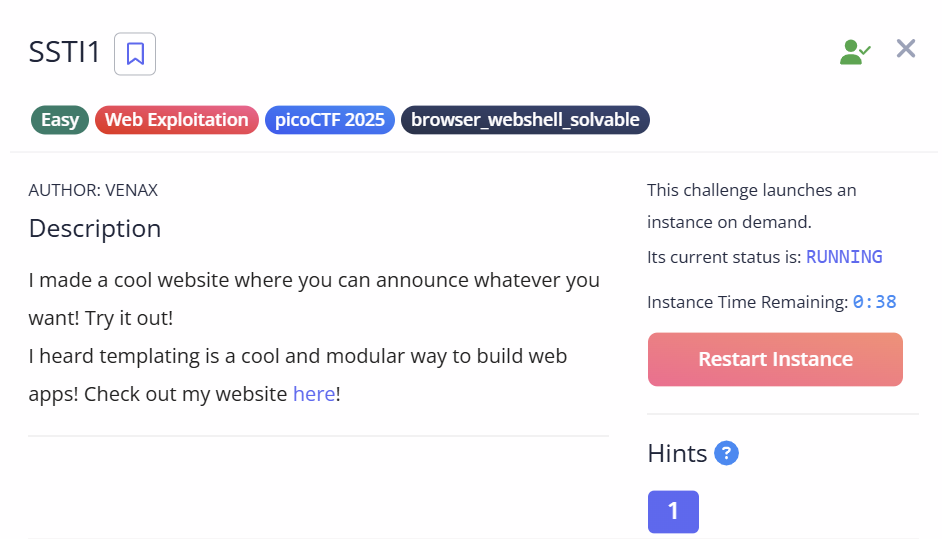 SSTI1
Easy Web Exploitation picoCTF 2025 browser_webshell_solvable
AUTHOR: VENAX
Description
I made a cool website where you can announce whatever you
want! Try it out!
I heard templating is a cool and modular way to build web
apps! Check out my website here!
This challenge launches an
instance on demand.
Its current status is: RUNNING
Instance Time Remaining: 0:38
Restart Instance
Hints ?
1